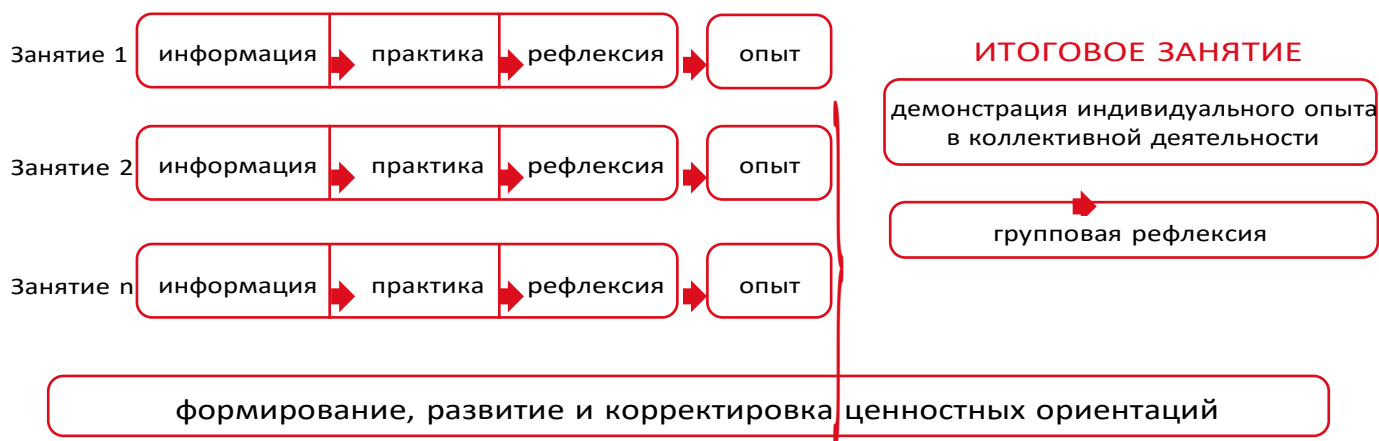 Занятие 1 информация практика рефлексия опыт
ИТОГОВОЕ ЗАНЯТИЕ
демонстрация индивидуального опыта
в коллективной деятельности
Занятие 2 информация практика рефлексия опыт
групповая рефлексия
Занятие n информация практика рефлексия опыт
формирование, развитие и корректировка ценностных ориентаций